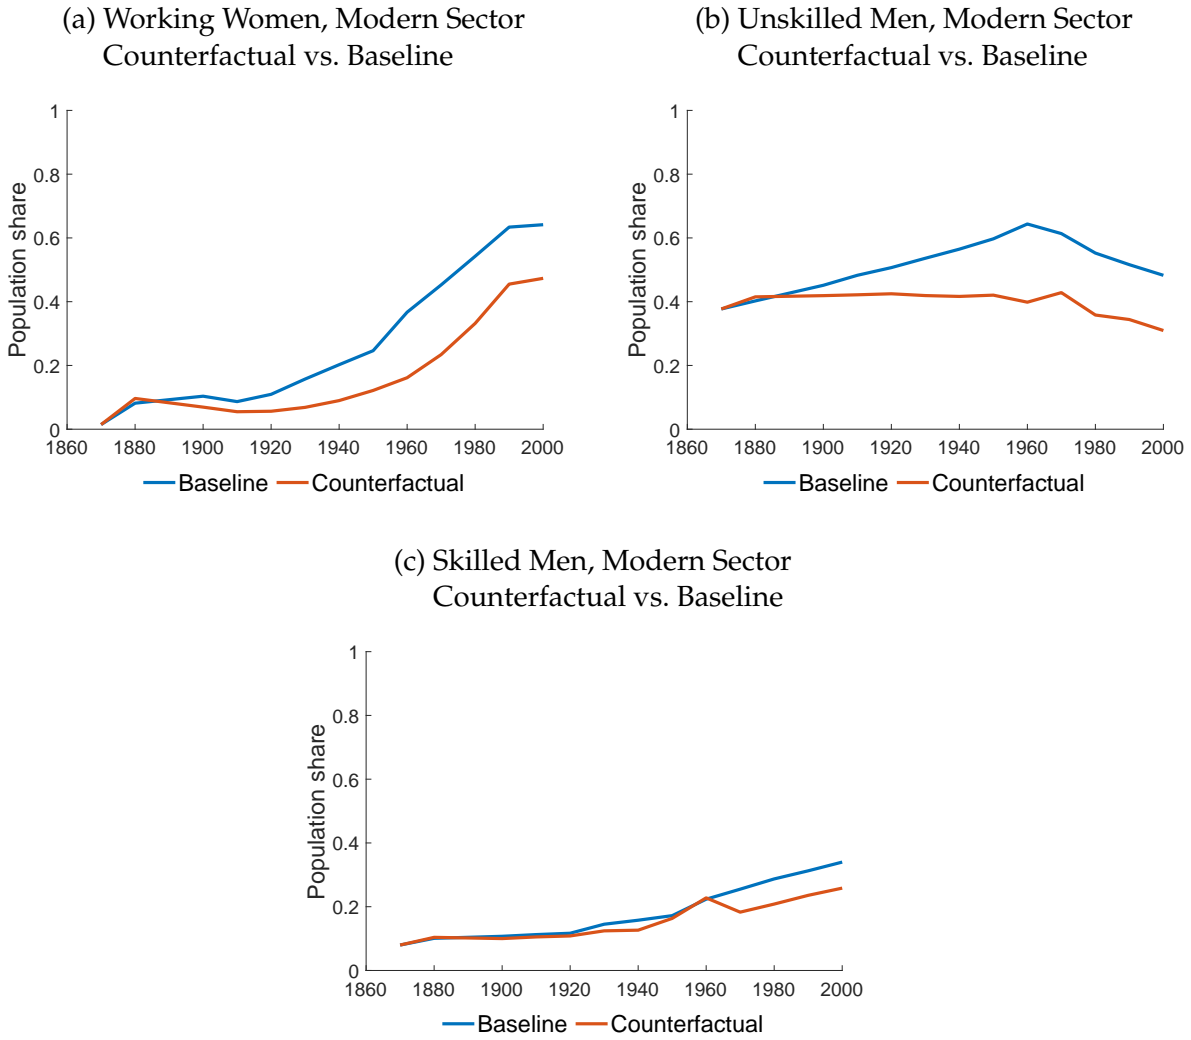 (a) Working Women, Modern Sector
Counterfactual vs. Baseline
Population share
1
0.8
0.6
0.4
0.2
0
1860 1880 1900 1920 1940 1960 1980 2000
Baseline Counterfactual
(b) Unskilled Men, Modern Sector
Counterfactual vs. Baseline
Population share
1
0.8
0.6
0.4
0.2
0
1860 1880 1900 1920 1940 1960 1980 2000
Baseline Counterfactual
(c) Skilled Men, Modern Sector
Counterfactual vs. Baseline
Population share
1
0.8
0.6
0.4
0.2
0
1860 1880 1900 1920 1940 1960 1980 2000
Baseline Counterfactual